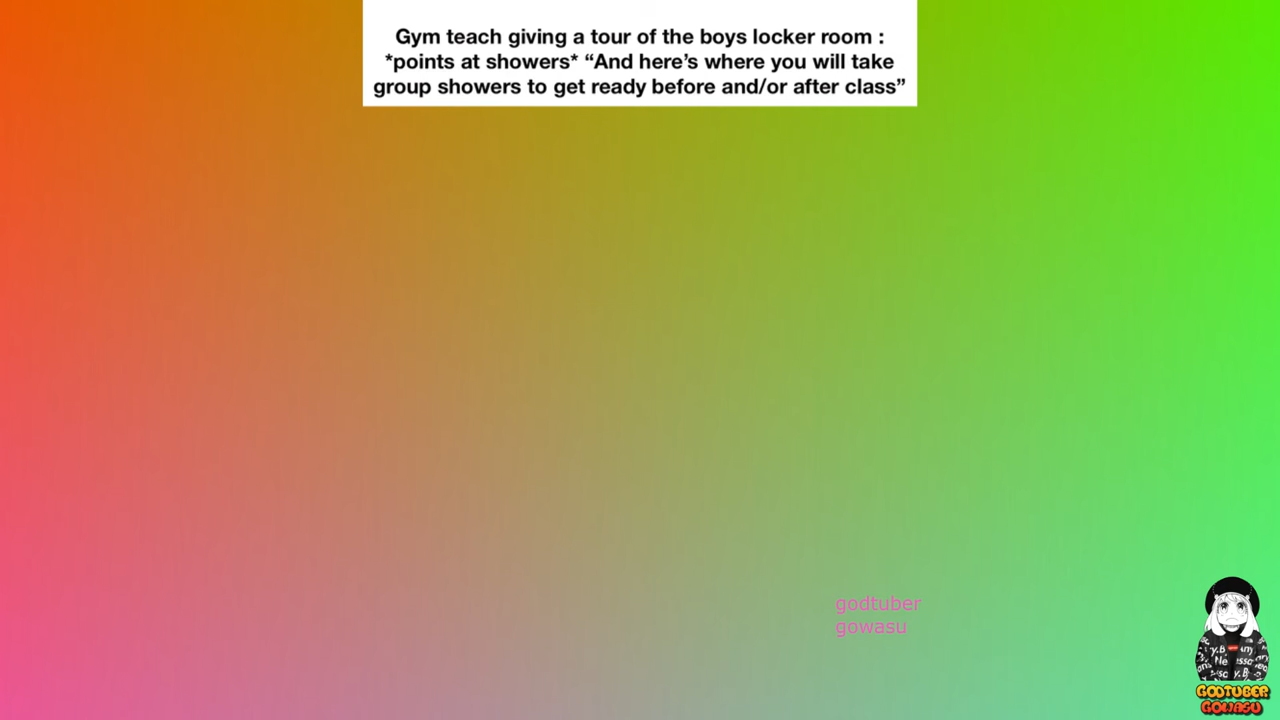 Gym teach giving a tour of the boys locker room :
*points at showers* “And here’s where you will take
group showers to get ready before and/or after class”
godtuber
gowasu
GODTUBER
GOWASU